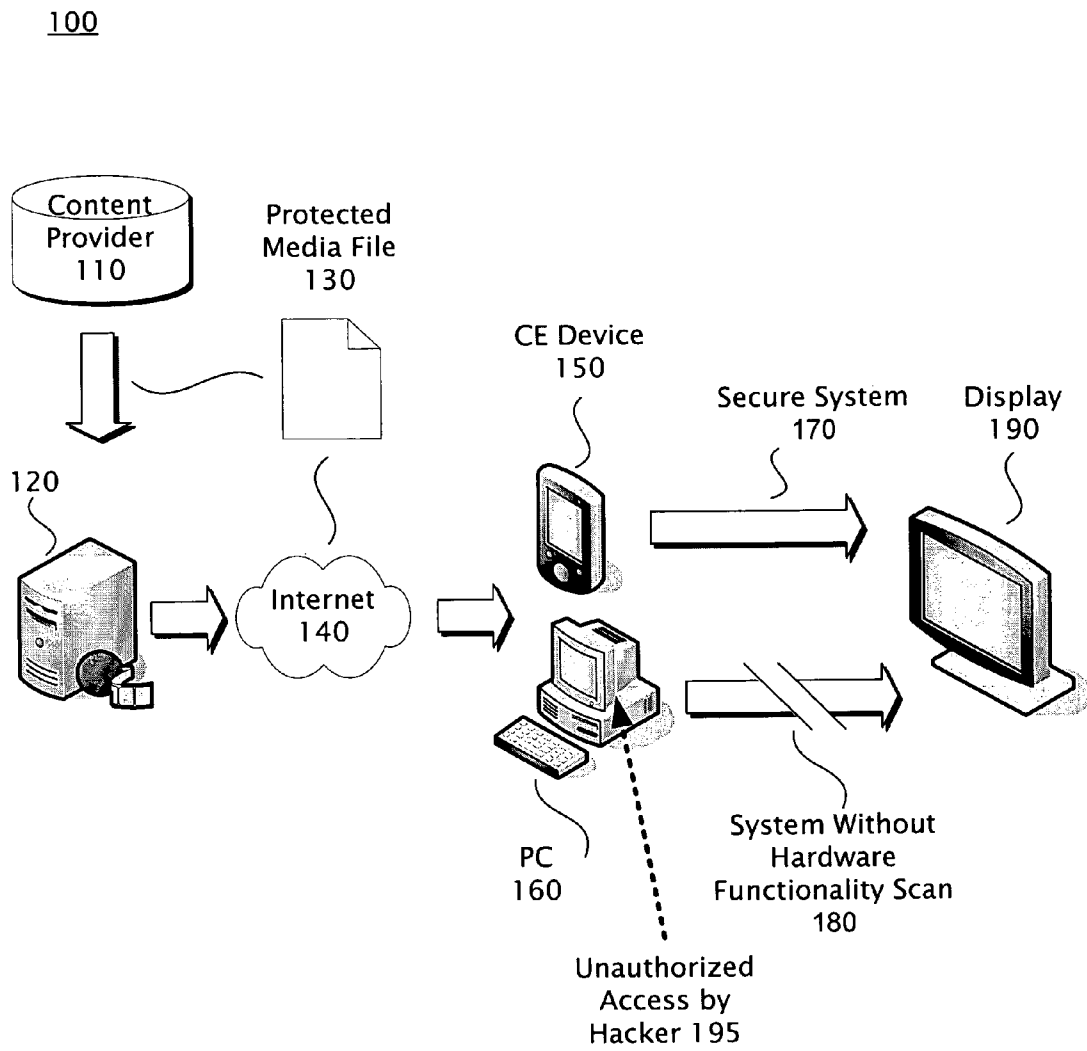 100
Content
Provider
110
Protected
Media File
130
CE Device
150
Secure System
170
Display
190
120
Internet
140
PC
160
System Without
Hardware
Functionality Scan
180
Unauthorized
Access by
Hacker 195